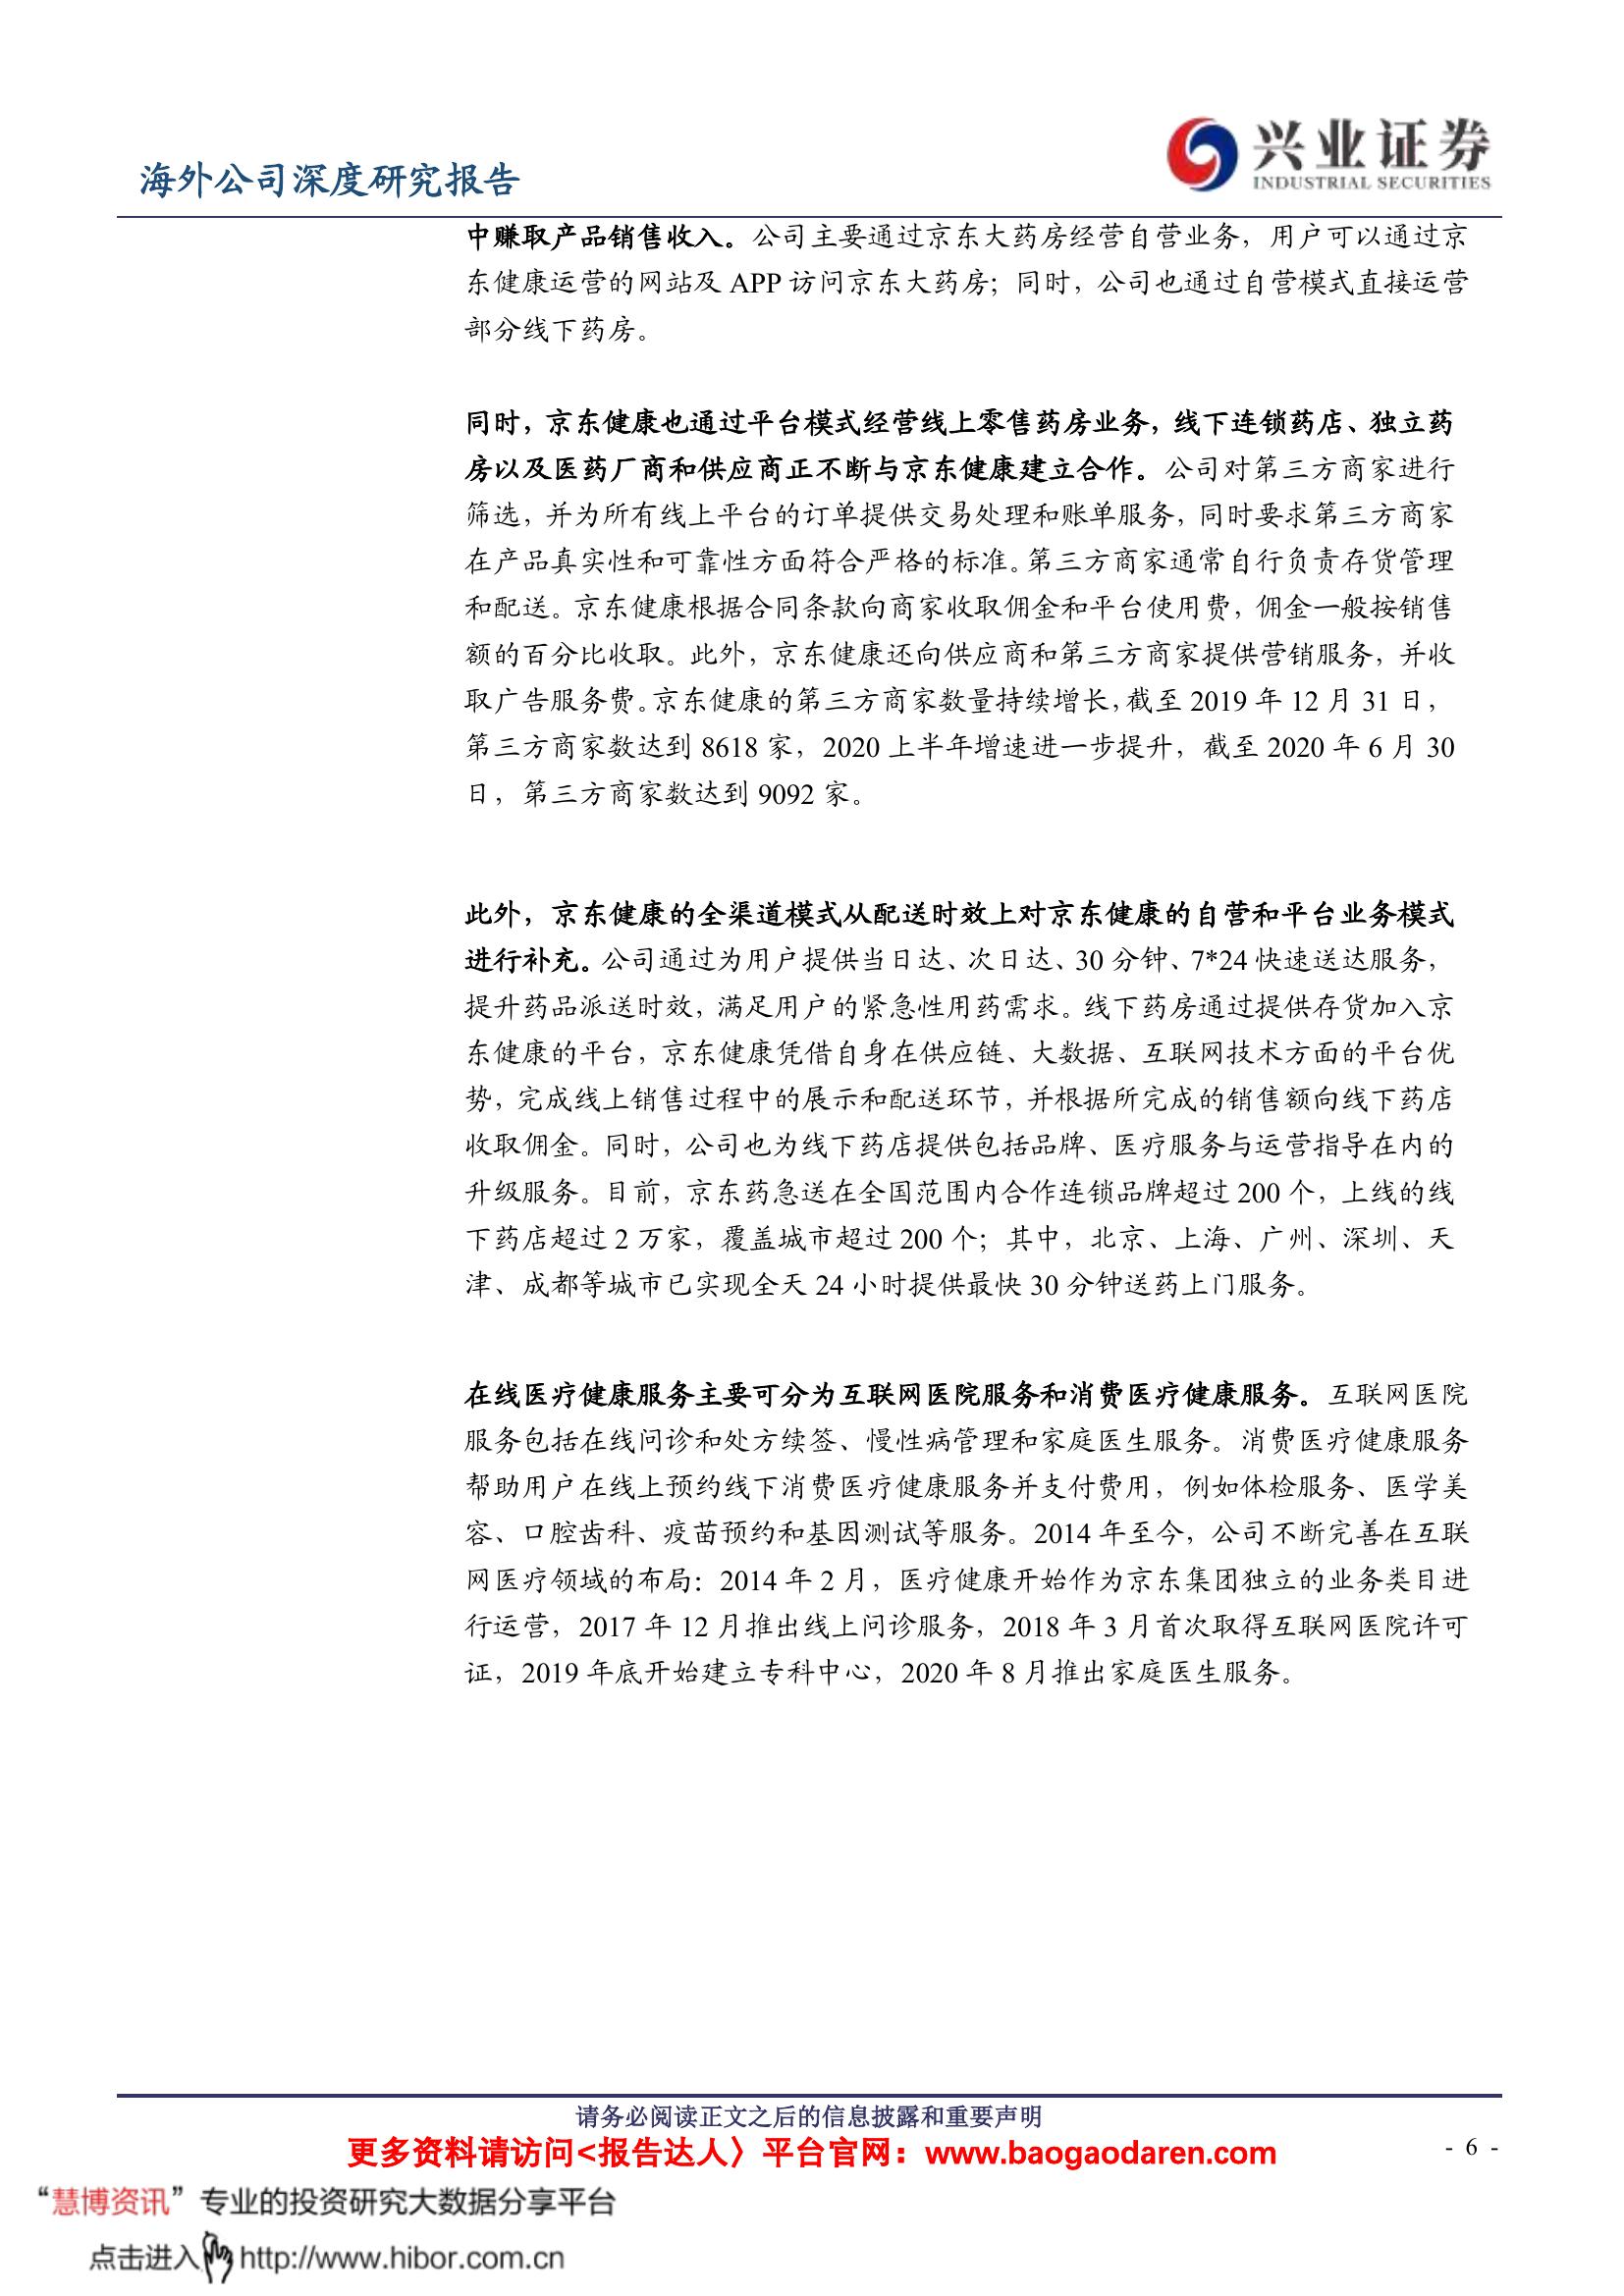 海外公司深度研究报告
兴业证券
INDUSTRIAL SECURITIES
中赚取产品销售收入。公司主要通过京东大药房经营自营业务，用户可以通过京
东健康运营的网站及 APP 访问京东大药房；同时，公司也通过自营模式直接运营
部分线下药房。
同时，京东健康也通过平台模式经营线上零售药房业务，线下连锁药店、独立药
房以及医药厂商和供应商正不断与京东健康建立合作。公司对第三方商家进行
筛选，并为所有线上平台的订单提供交易处理和账单服务，同时要求第三方商家
在产品真实性和可靠性方面符合严格的标准。第三方商家通常自行负责存货管理
和配送。京东健康根据合同条款向商家收取佣金和平台使用费，佣金一般按销售
额的百分比收取。此外，京东健康还向供应商和第三方商家提供营销服务，并收
取广告服务费。京东健康的第三方商家数量持续增长，截至 2019 年 12 月 31 日，
第三方商家数达到 8618 家，2020 上半年增速进一步提升，截至 2020 年 6 月 30
日，第三方商家数达到 9092 家。
此外，京东健康的全渠道模式从配送时效上对京东健康的自营和平台业务模式
进行补充。公司通过为用户提供当日达、次日达、30 分钟、7*24 快速送达服务，
提升药品派送时效，满足用户的紧急性用药需求。线下药房通过提供存货加入京
东健康的平台，京东健康凭借自身在供应链、大数据、互联网技术方面的平台优
势，完成线上销售过程中的展示和配送环节，并根据所完成的销售额向线下药店
收取佣金。同时，公司也为线下药店提供包括品牌、医疗服务与运营指导在内的
升级服务。目前，京东药急送在全国范围内合作连锁品牌超过 200 个，上线的线
下药店超过 2 万家，覆盖城市超过 200 个；其中，北京、上海、广州、深圳、天
津、成都等城市已实现全天 24 小时提供最快 30 分钟送药上门服务。
在线医疗健康服务主要可分为互联网医院服务和消费医疗健康服务。互联网医院
服务包括在线问诊和处方续签、慢性病管理和家庭医生服务。消费医疗健康服务
帮助用户在线上预约线下消费医疗健康服务并支付费用，例如体检服务、医学美
容、口腔齿科、疫苗预约和基因测试等服务。2014 年至今，公司不断完善在互联
网医疗领域的布局：2014 年 2 月，医疗健康开始作为京东集团独立的业务类目进
行运营，2017 年 12 月推出线上问诊服务，2018 年 3 月首次取得互联网医院许可
证，2019 年底开始建立专科中心，2020 年 8 月推出家庭医生服务。
请务必阅读正文之后的信息披露和重要声明
更多资料请访问<报告达人〉平台官网：www.baogaodaren.com
- 6 -
“慧博资讯”专业的投资研究大数据分享平台
点击进入http://www.hibor.com.cn